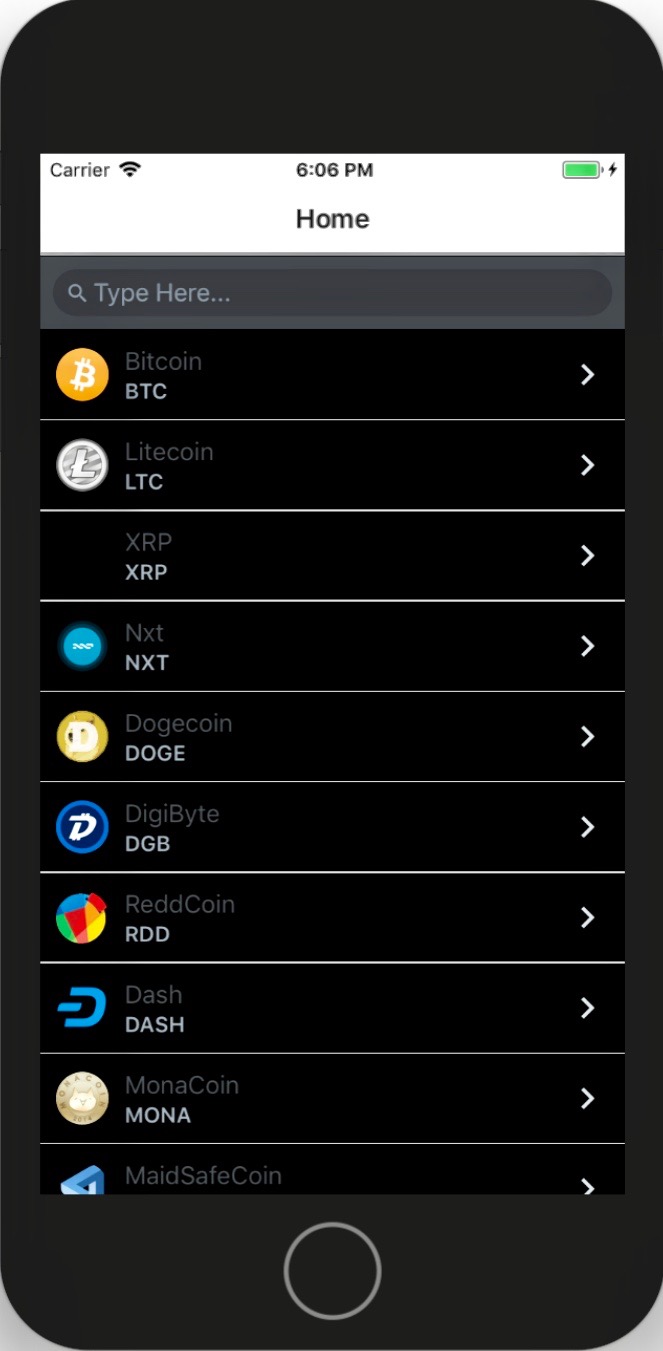 Carrier 6:06 PM
Home
Type Here...
Bitcoin
BTC
Litecoin
LTC
XRP
XRP
Nxt
NXT
Dogecoin
DOGE
DigiByte
DGB
ReddCoin
RDD
Dash
DASH
MonaCoin
MONA
MaidSafeCoin